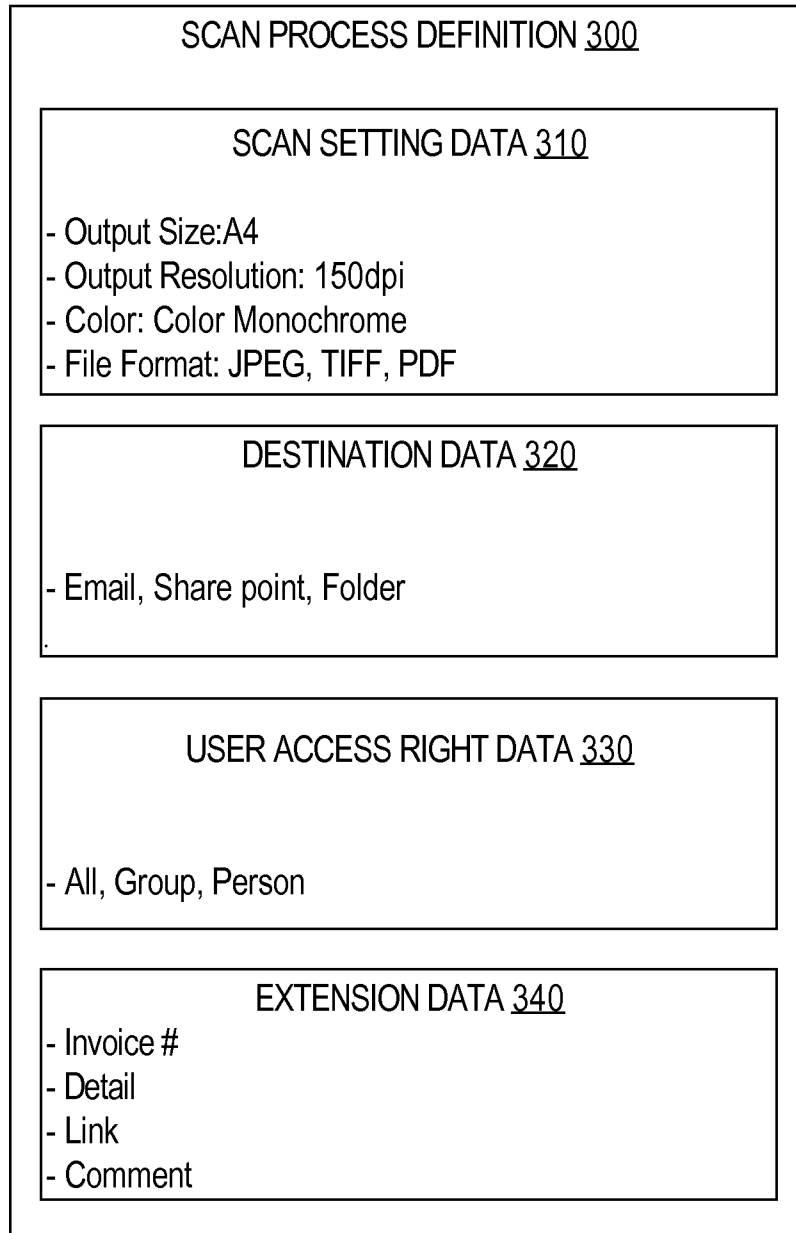 SCAN PROCESS DEFINITION 300
SCAN SETTING DATA 310
- Output Size:A4
- Output Resolution: 150dpi
- Color: Color Monochrome
- File Format: JPEG, TIFF, PDF
DESTINATION DATA 320
- Email, Share point, Folder
.
USER ACCESS RIGHT DATA 330
- All, Group, Person
EXTENSION DATA 340
- Invoice #
- Detail
- Link
- Comment